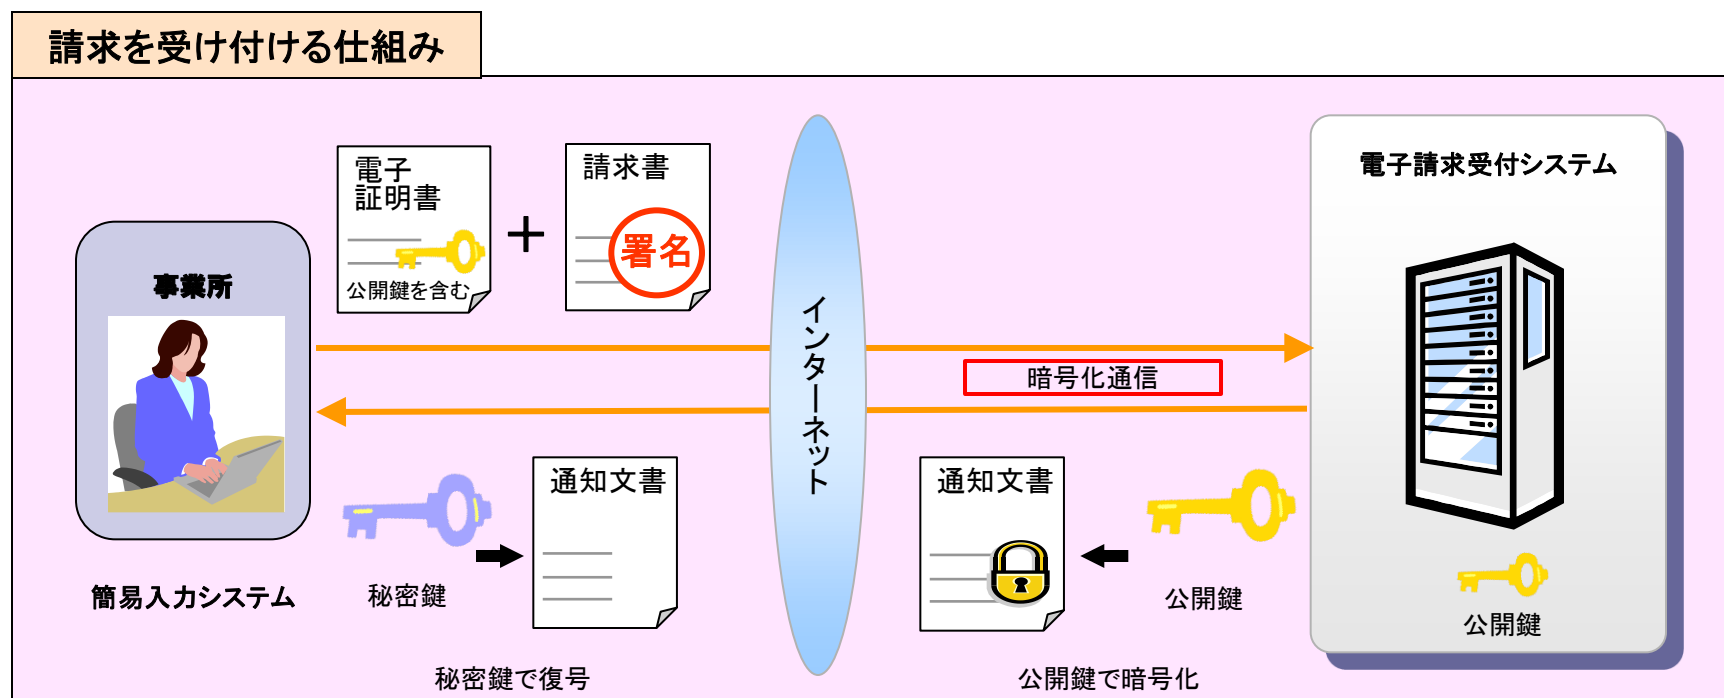 請求を受け付ける仕組み
電子
証明書
公開鍵を含む
＋
請求書
署名
電子請求受付システム
事業所
インターネット
暗号化通信
通知文書
通知文書
簡易入力システム
秘密鍵
公開鍵
公開鍵
秘密鍵で復号
公開鍵で暗号化